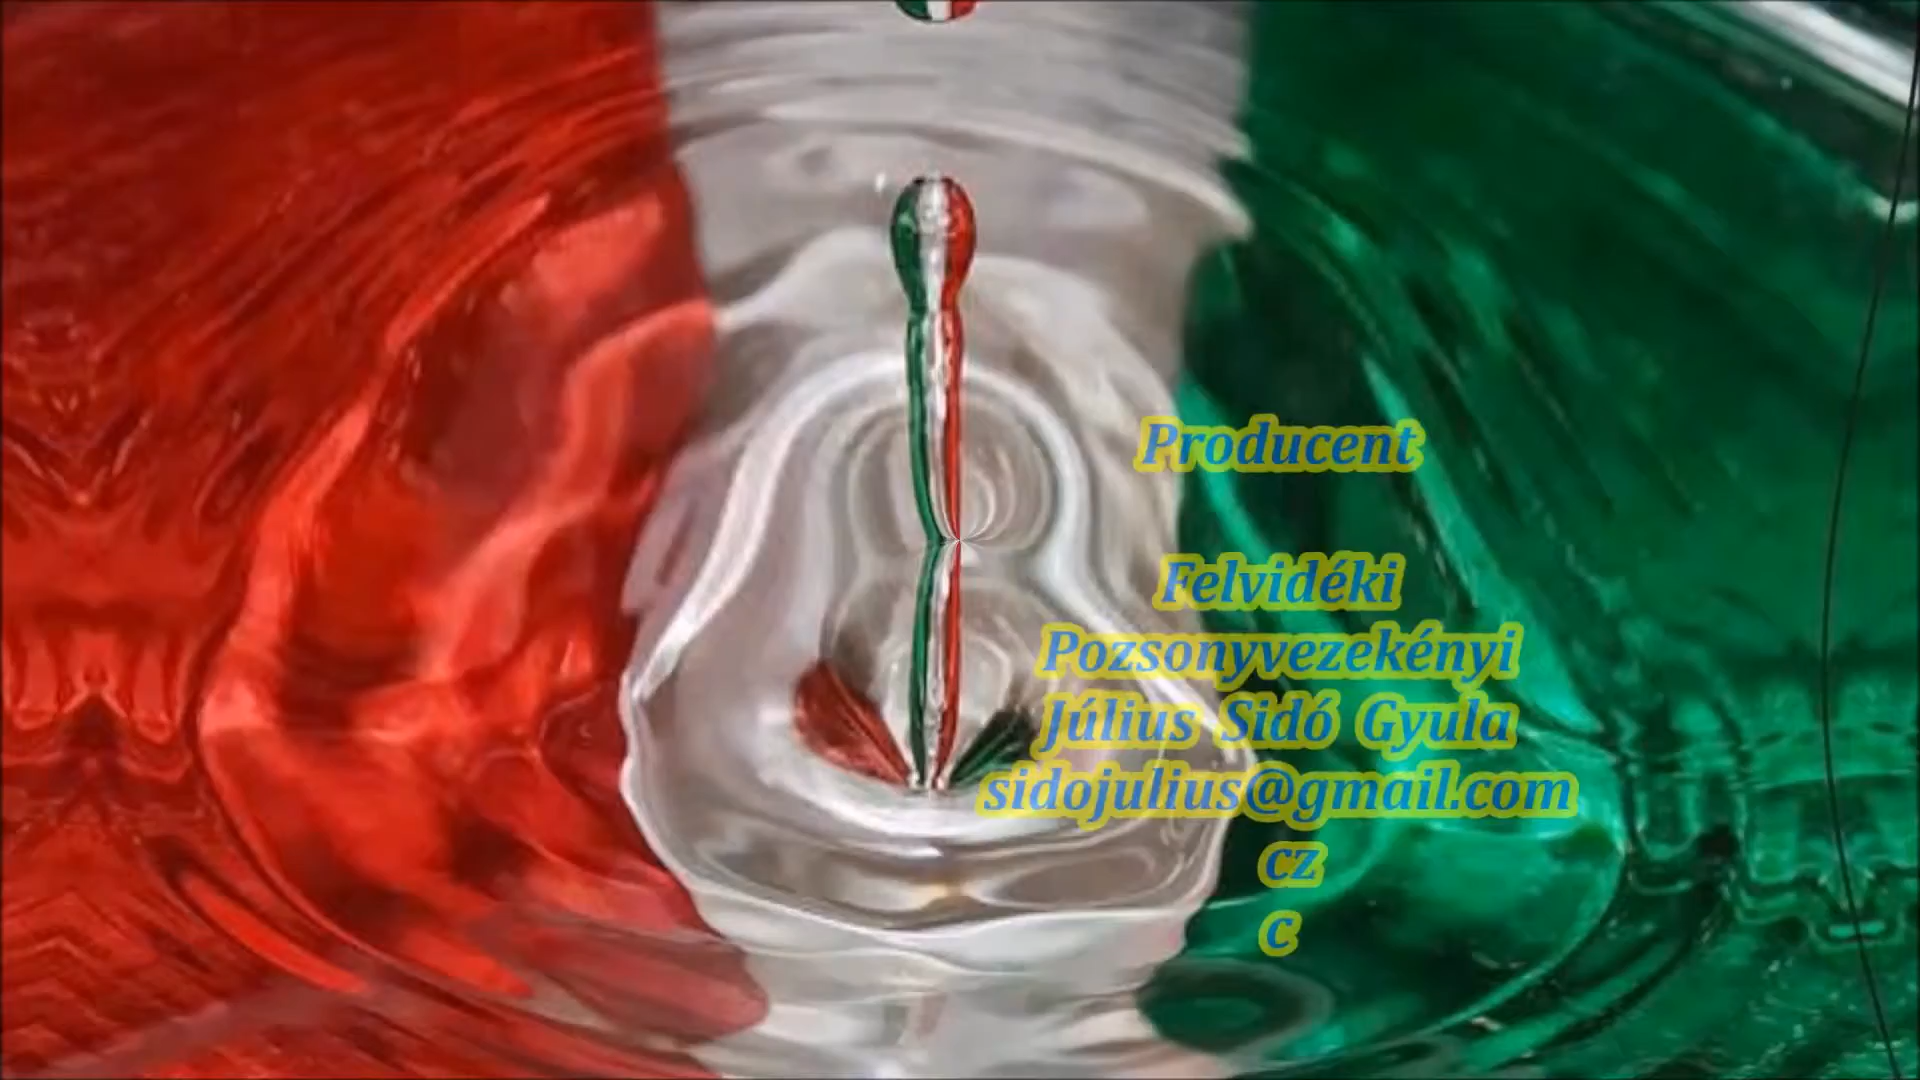 Producent
Felvidéki
Pozsonyvezekényi
Július Sidó Gyula
sidojulius@gmail.com
cz
c